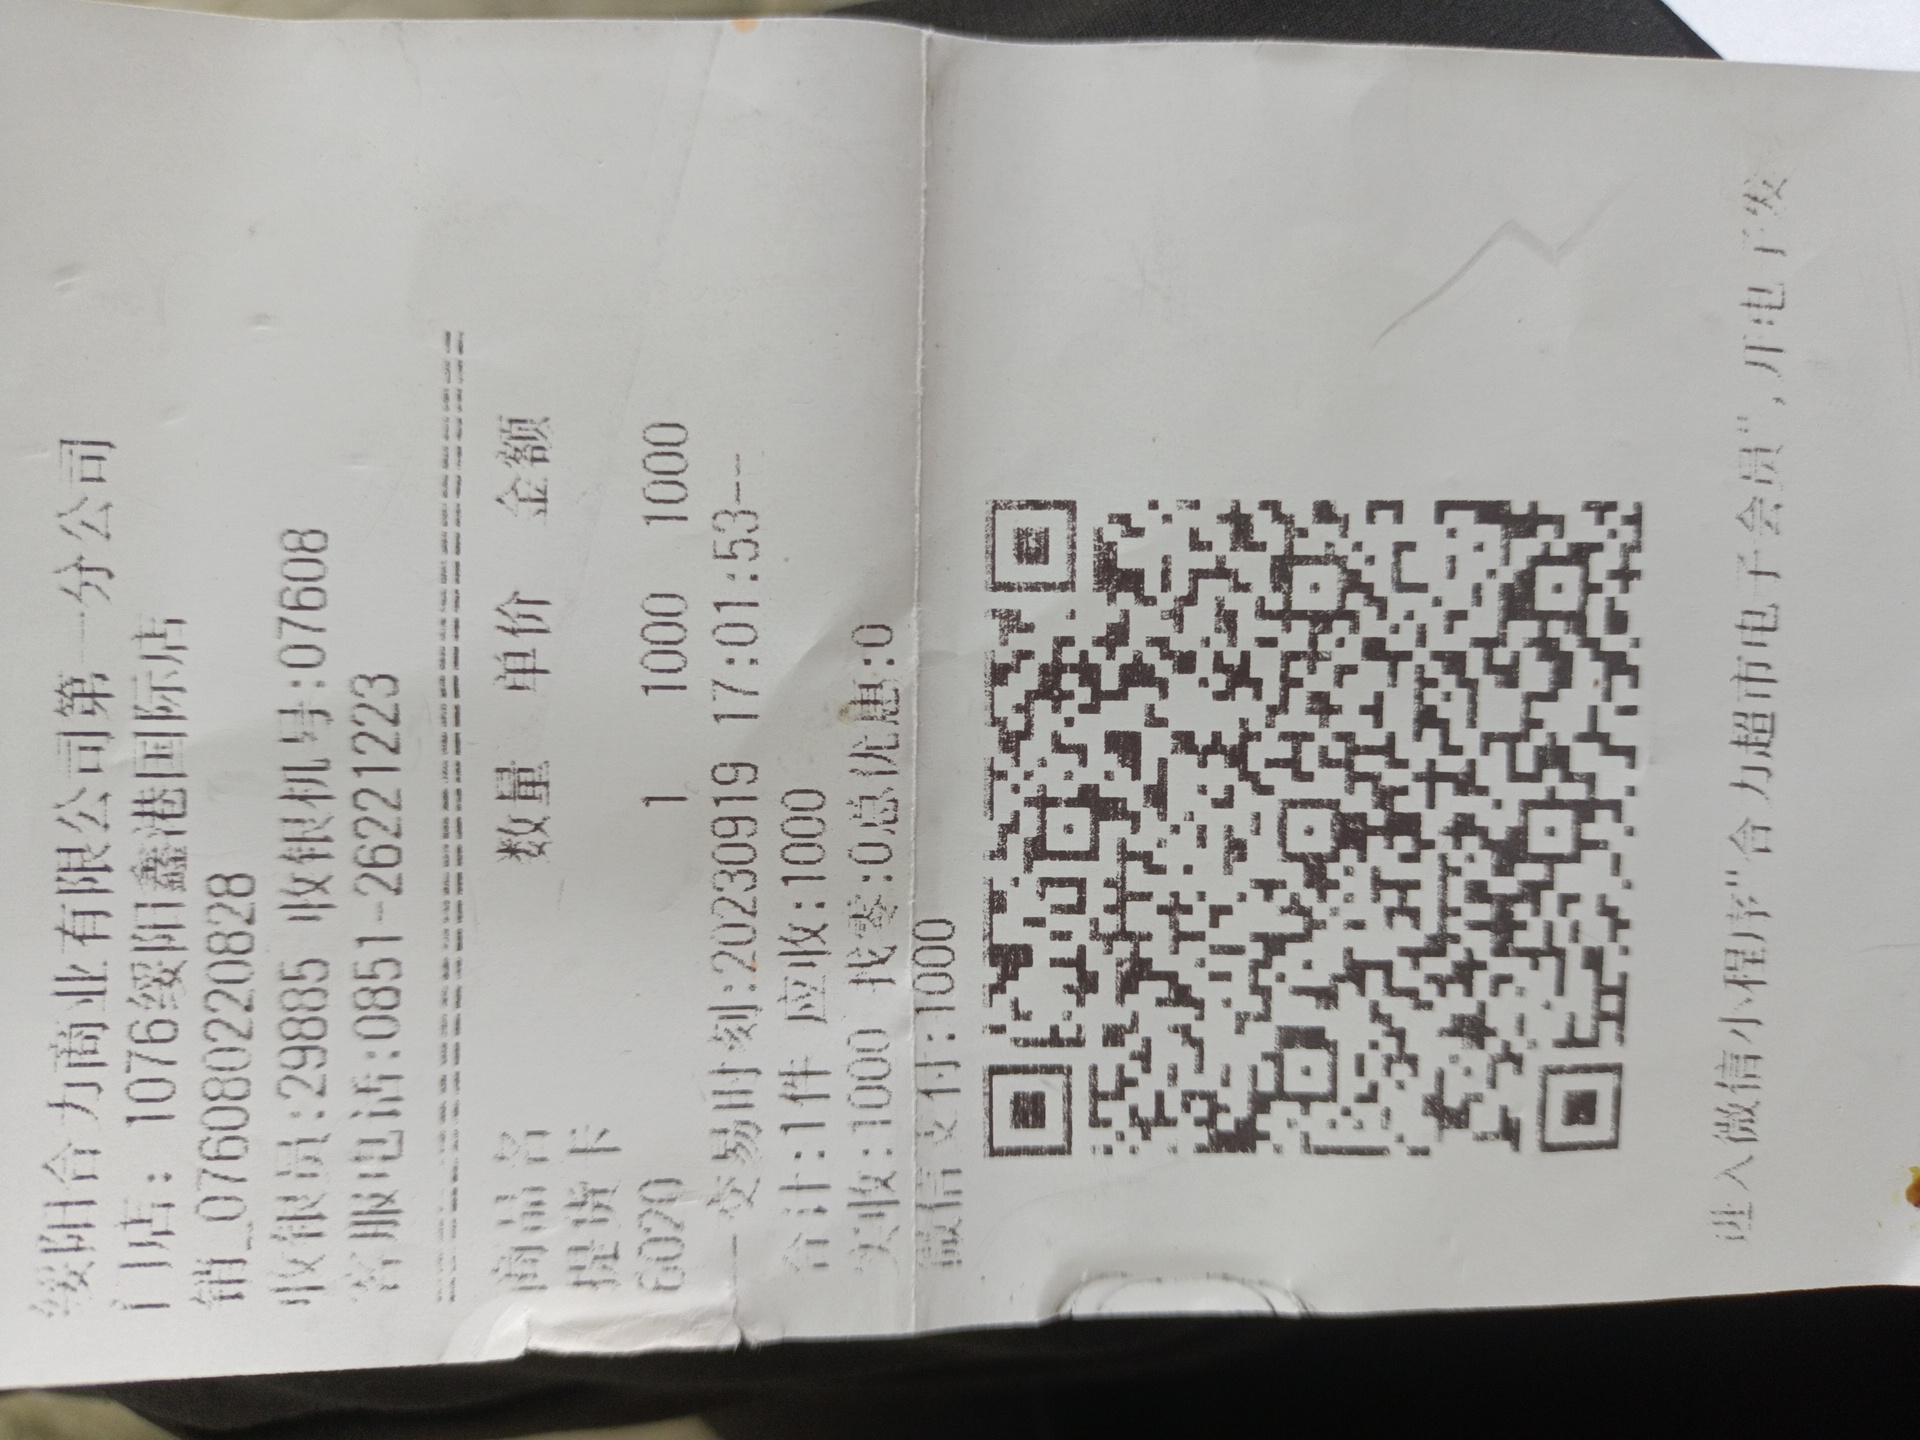 绥阳合力商业有限公司第一分公司
门店: 1076绥阳鑫港国际店
销_076080220828
收银员:29885 收银机号:07608
客服电话:0851-26221223
==========================================
商品名 数量 单价 金额
提货卡
6020 1 1000 1000
--交易时刻:20230919 17:01:53--
合计:1件 应收:1000
实收:1000 找零:0总优惠:0
微信支付:1000
进入微信小程序"合力超市电子会员",开电子发